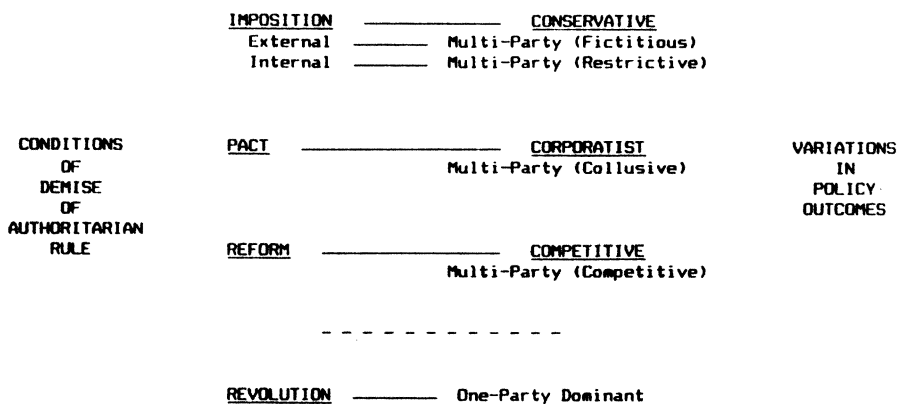 IMPOSITION CONSERVATIVE
External Multi-Party (Fictitious)
Internal Multi-Party (Restrictive)
CONDITIONS
OF
DEMISE
OF
AUTHORITARIAN
RULE
PACT CORPORATIST
Multi-Party (Collusive)
REFORM COMPETITIVE
Multi-Party (Competitive)
REVOLUTION One-Party Dominant
VARIATIONS
IN
POLICY
OUTCOMES